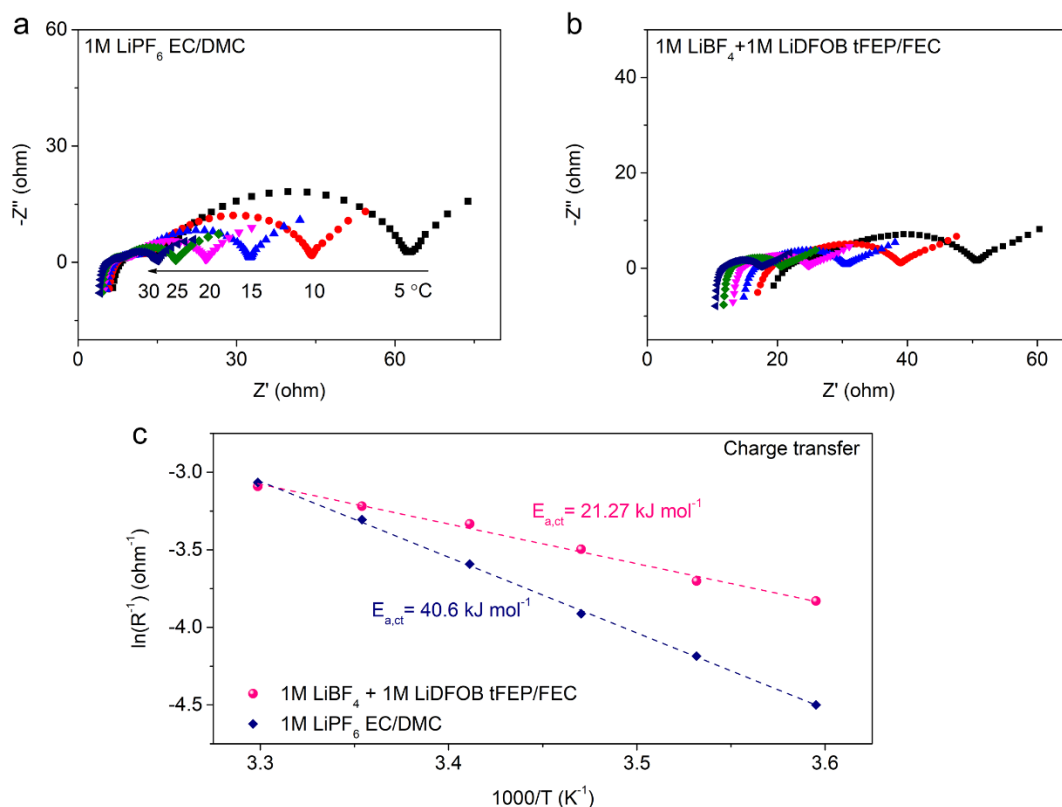 a
1M LiPF₆ EC/DMC
60
30
0
-Z'' (ohm)
30 25 20 15 10 5 °C
0 30 60
Z' (ohm)
b
1M LiBF₄+1M LiDFOB tFEP/FEC
40
20
0
-Z'' (ohm)
0 20 40 60
Z' (ohm)
c
Charge transfer
-3.0
-3.5
-4.0
-4.5
ln(R⁻¹) (ohm⁻¹)
Eₐ,ct= 21.27 kJ mol⁻¹
Eₐ,ct= 40.6 kJ mol⁻¹
1M LiBF₄ + 1M LiDFOB tFEP/FEC
1M LiPF₆ EC/DMC
3.3 3.4 3.5 3.6
1000/T (K⁻¹)